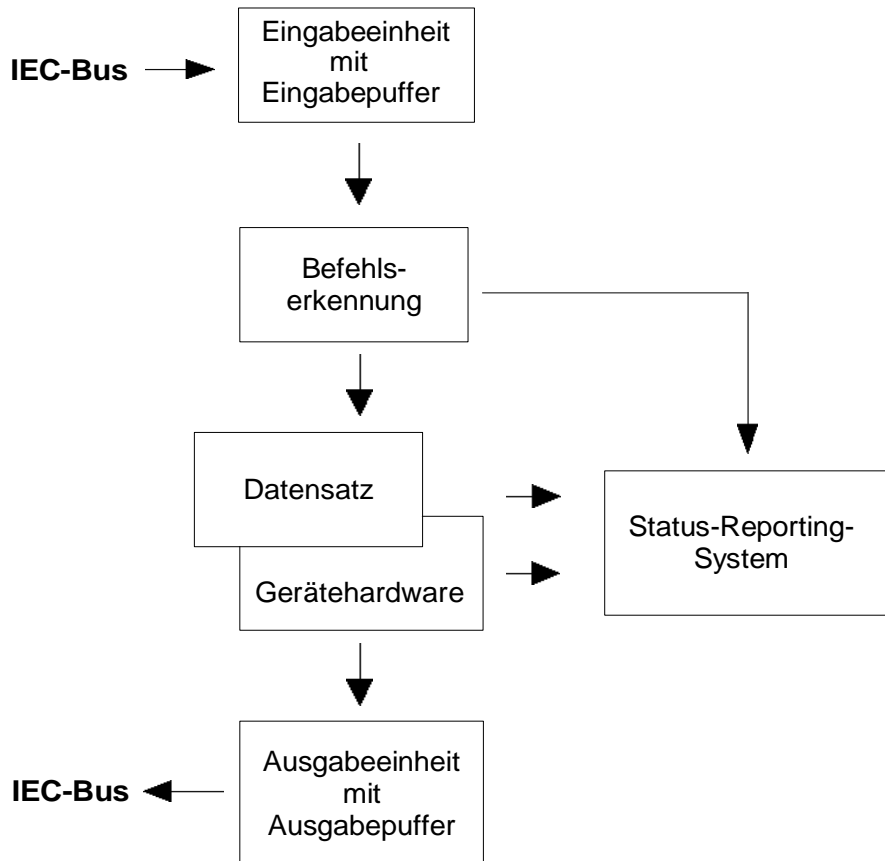 Eingabeeinheit
mit
Eingabepuffer
IEC-Bus
Befehls-
erkennung
Datensatz
Gerätehardware
Status-Reporting-
System
Ausgabeeinheit
mit
Ausgabepuffer
IEC-Bus